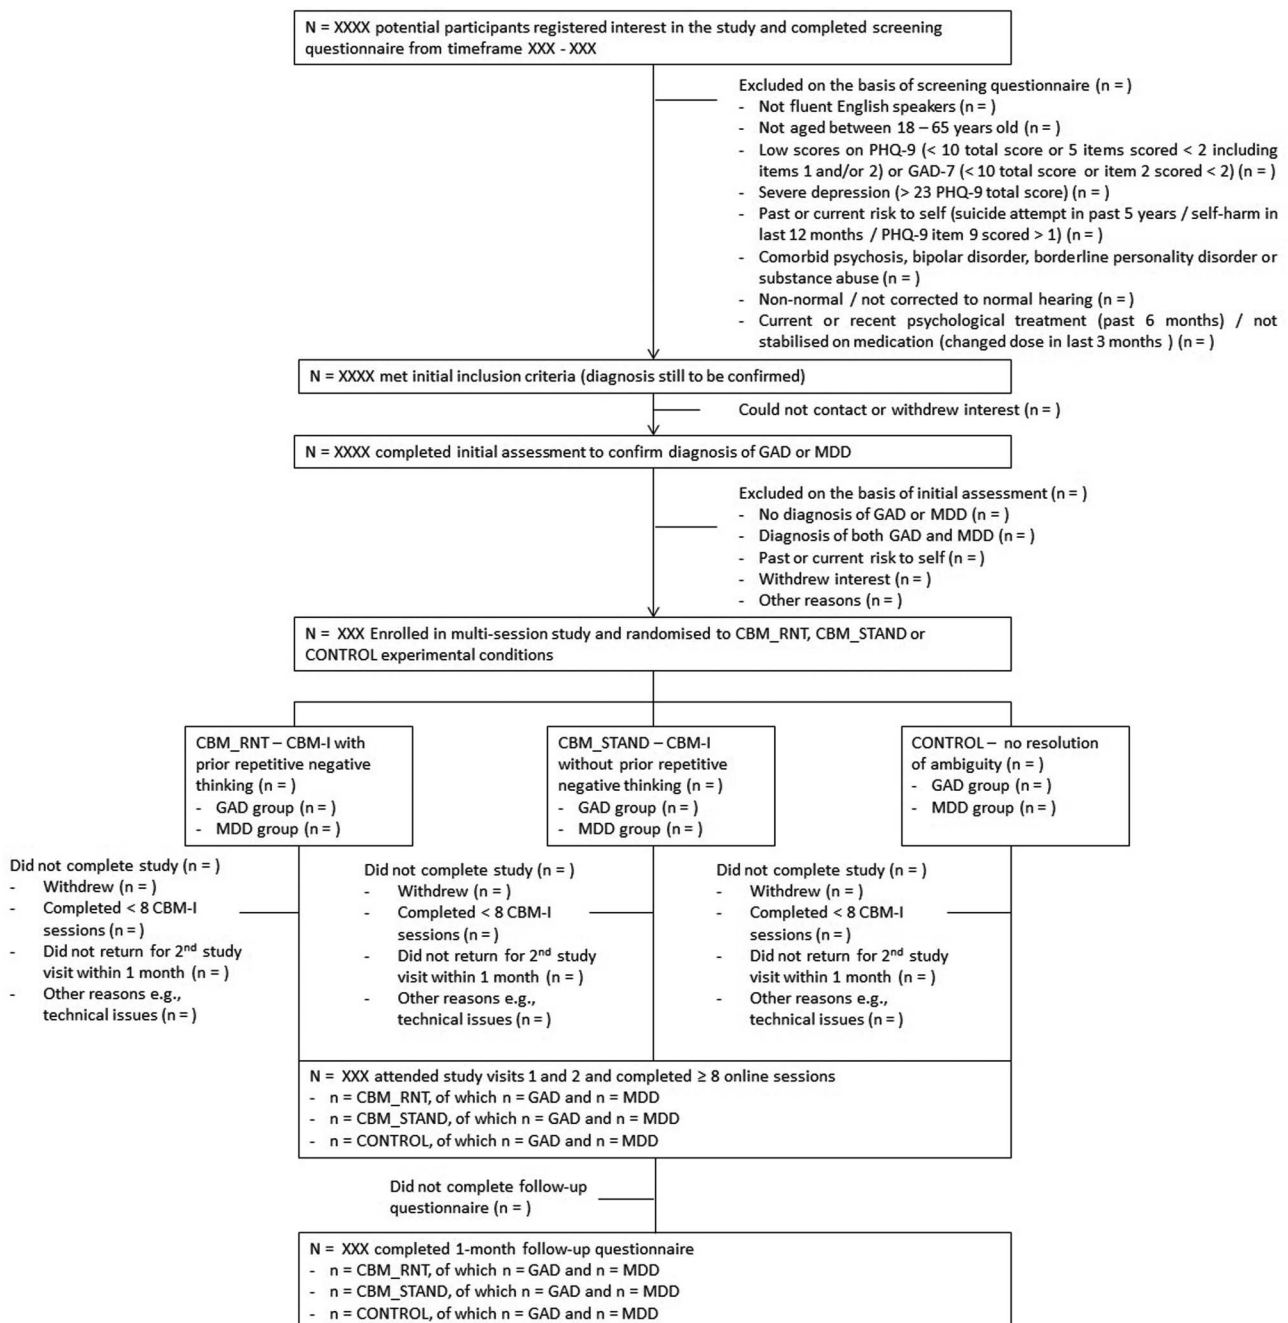 N = XXXX potential participants registered interest in the study and completed screening
questionnaire from timeframe XXX - XXX
Excluded on the basis of screening questionnaire (n = )
- Not fluent English speakers (n = )
- Not aged between 18 – 65 years old (n = )
- Low scores on PHQ-9 (< 10 total score or 5 items scored < 2 including
items 1 and/or 2) or GAD-7 (< 10 total score or item 2 scored < 2) (n = )
- Severe depression (> 23 PHQ-9 total score) (n = )
- Past or current risk to self (suicide attempt in past 5 years / self-harm in
last 12 months / PHQ-9 item 9 scored > 1) (n = )
- Comorbid psychosis, bipolar disorder, borderline personality disorder or
substance abuse (n = )
- Non-normal / not corrected to normal hearing (n = )
- Current or recent psychological treatment (past 6 months) / not
stabilised on medication (changed dose in last 3 months ) (n = )
N = XXXX met initial inclusion criteria (diagnosis still to be confirmed)
Could not contact or withdrew interest (n = )
N = XXXX completed initial assessment to confirm diagnosis of GAD or MDD
Excluded on the basis of initial assessment (n = )
- No diagnosis of GAD or MDD (n = )
- Diagnosis of both GAD and MDD (n = )
- Past or current risk to self (n = )
- Withdrew interest (n = )
- Other reasons (n = )
N = XXX Enrolled in multi-session study and randomised to CBM_RNT, CBM_STAND or
CONTROL experimental conditions
CBM_RNT – CBM-I with
prior repetitive negative
thinking (n = )
- GAD group (n = )
- MDD group (n = )
CBM_STAND – CBM-I
without prior repetitive
negative thinking (n = )
- GAD group (n = )
- MDD group (n = )
CONTROL – no resolution
of ambiguity (n = )
- GAD group (n = )
- MDD group (n = )
Did not complete study (n = )
- Withdrew (n = )
- Completed < 8 CBM-I
sessions (n = )
- Did not return for 2nd study
visit within 1 month (n = )
- Other reasons e.g.,
technical issues (n = )
Did not complete study (n = )
- Withdrew (n = )
- Completed < 8 CBM-I
sessions (n = )
- Did not return for 2nd study
visit within 1 month (n = )
- Other reasons e.g.,
technical issues (n = )
Did not complete study (n = )
- Withdrew (n = )
- Completed < 8 CBM-I
sessions (n = )
- Did not return for 2nd study
visit within 1 month (n = )
- Other reasons e.g.,
technical issues (n = )
N = XXX attended study visits 1 and 2 and completed ≥ 8 online sessions
- n = CBM_RNT, of which n = GAD and n = MDD
- n = CBM_STAND, of which n = GAD and n = MDD
- n = CONTROL, of which n = GAD and n = MDD
Did not complete follow-up
questionnaire (n = )
N = XXX completed 1-month follow-up questionnaire
- n = CBM_RNT, of which n = GAD and n = MDD
- n = CBM_STAND, of which n = GAD and n = MDD
- n = CONTROL, of which n = GAD and n = MDD